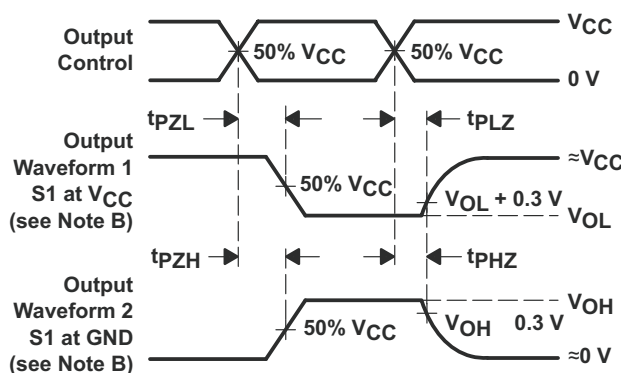 Output
Control
50% VCC
50% VCC
VCC
0 V
tPZL
tPLZ
Output
Waveform 1
S1 at VCC
(see Note B)
50% VCC
≈VCC
VOL + 0.3 V
VOL
tPZH
tPHZ
Output
Waveform 2
S1 at GND
(see Note B)
50% VCC
VOH
VOH 0.3 V
≈0 V